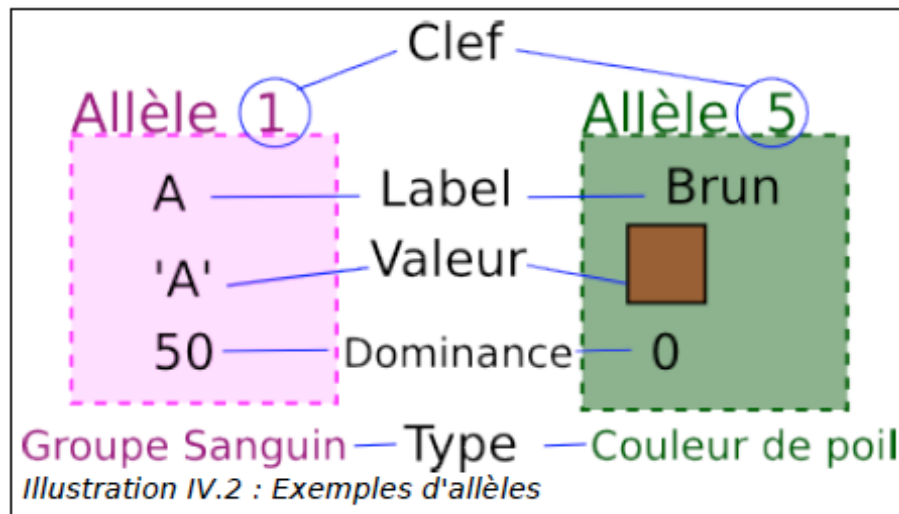 Clef
Allèle 1 Allèle 5
A Label Brun
'A' Valeur
50 Dominance 0
Groupe Sanguin Type Couleur de poil
Illustration IV.2 : Exemples d'allèles